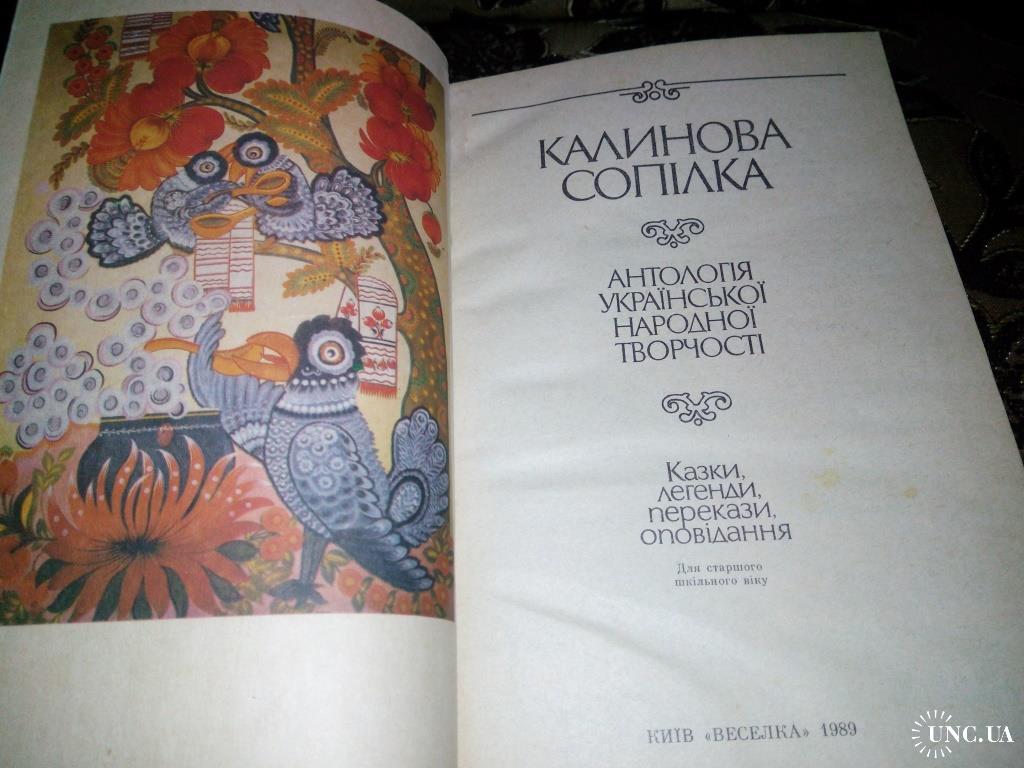 КАЛИНОВА
СОПІЛКА
АНТОЛОГІЯ
УКРАЇНСЬКОЇ
НАРОДНОЇ
ТВОРЧОСТІ
Казки,
легенди,
перекази,
оповідання
Для старшого
шкільного віку
КИЇВ «ВЕСЕЛКА» 1989
UNC.UA